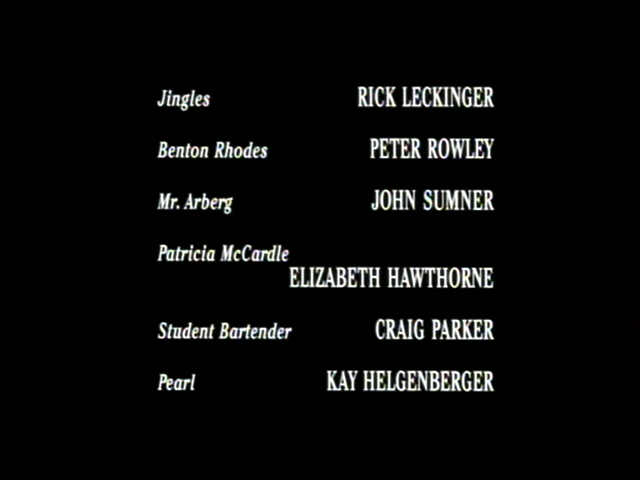 Jingles RICK LECKINGER
Benton Rhodes PETER ROWLEY
Mr. Arberg JOHN SUMNER
Patricia McCardle
ELIZABETH HAWTHORNE
Student Bartender CRAIG PARKER
Pearl KAY HELGENBERGER